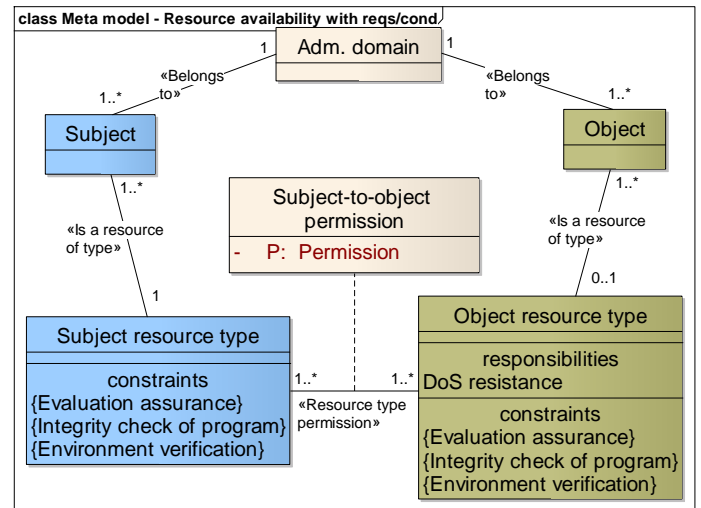 class Meta model - Resource availability with reqs/cond
Adm. domain
1
1
«Belongs
to»
«Belongs
to»
1..*
1..*
Subject
Object
1..*
1..*
Subject-to-object
permission
- P: Permission
«Is a resource
of type»
«Is a resource
of type»
1
0..1
Subject resource type
constraints
{Evaluation assurance}
{Integrity check of program}
{Environment verification}
1..*
1..*
«Resource type
permission»
Object resource type
responsibilities
DoS resistance
constraints
{Evaluation assurance}
{Integrity check of program}
{Environment verification}